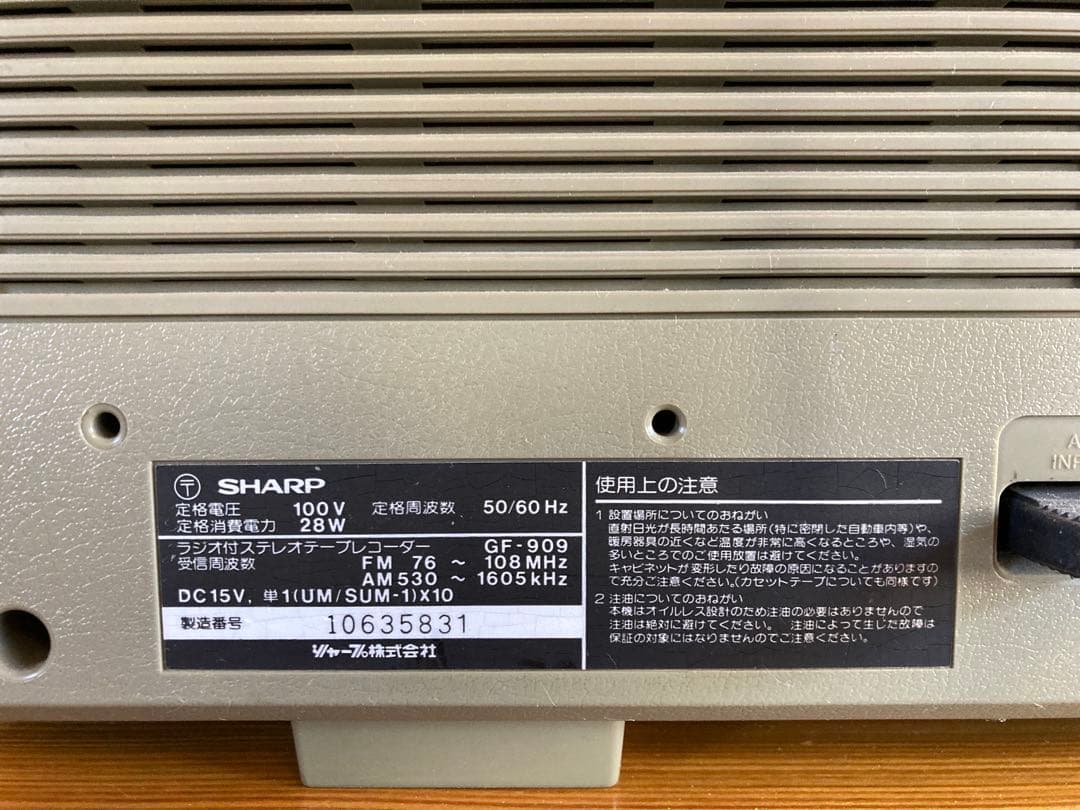 〒 SHARP
定格電圧 100V 定格周波数 50/60Hz
定格消費電力 28W
ラジオ付ステレオテープレコーダー GF-909
受信周波数 FM 76 ~ 108MHz
AM 530 ~ 1605kHz
DC15V, 単1(UM/SUM-1)X10
製造番号 10635831
シャープ株式会社
使用上の注意
1 設置場所についてのおねがい
直射日光が長時間あたる場所(特に密閉した自動車内等)や、
暖房器具の近くなど温度が非常に高くなるところや、湿気の
多いところでのご使用放置は避けてください。
キャビネットが変形したり故障の原因になることがありますの
で充分ご注意ください。(カセットテープについても同様です)
2 注油についてのおねがい
本機はオイルレス設計のため注油の必要はありませんので
注油は絶対に避けてください。 注油によって生じた故障は
保証の対象にはなりませんのでご注意ください。